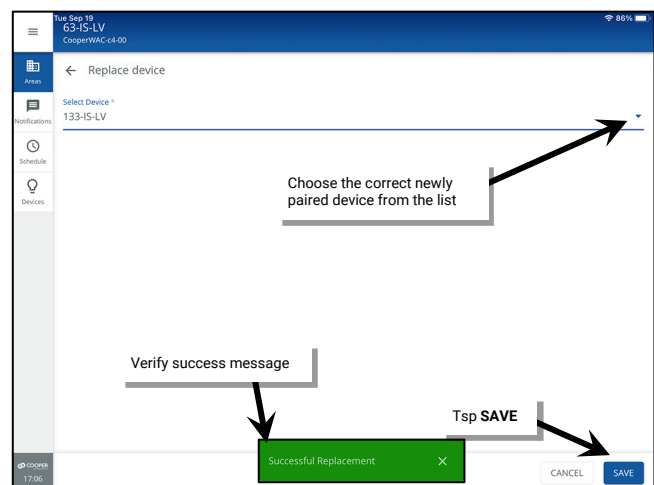 Tue Sep 19
86%
63-IS-LV
CooperWAC-c4-00
Areas
Replace device
Notifications
Select Device *
133-IS-LV
Schedule
Devices
Choose the correct newly
paired device from the list
Verify success message
Tsp SAVE
Successful Replacement
CANCEL
SAVE
COOPER
17:06